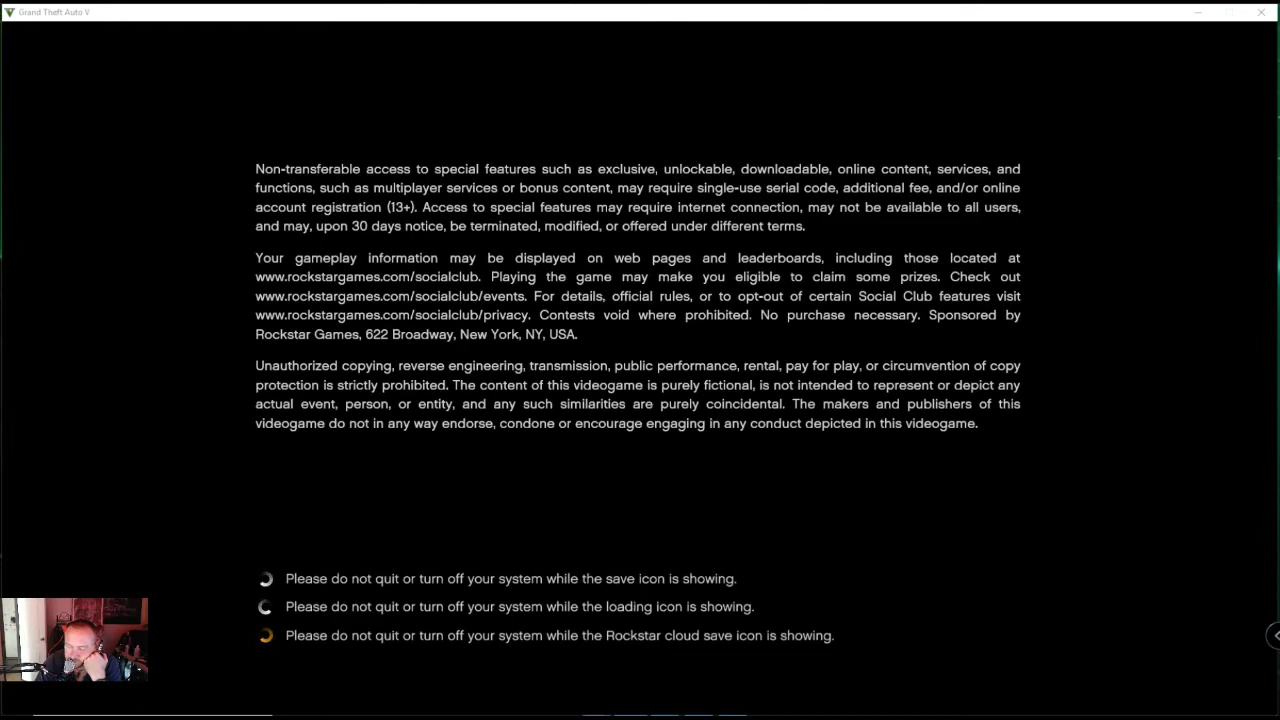 Grand Theft Auto V
Non-transferable access to special features such as exclusive, unlockable, downloadable, online content, services, and
functions, such as multiplayer services or bonus content, may require single-use serial code, additional fee, and/or online
account registration (13+). Access to special features may require internet connection, may not be available to all users,
and may, upon 30 days notice, be terminated, modified, or offered under different terms.
Your gameplay information may be displayed on web pages and leaderboards, including those located at
www.rockstargames.com/socialclub. Playing the game may make you eligible to claim some prizes. Check out
www.rockstargames.com/socialclub/events. For details, official rules, or to opt-out of certain Social Club features visit
www.rockstargames.com/socialclub/privacy. Contests void where prohibited. No purchase necessary. Sponsored by
Rockstar Games, 622 Broadway, New York, NY, USA.
Unauthorized copying, reverse engineering, transmission, public performance, rental, pay for play, or circumvention of copy
protection is strictly prohibited. The content of this videogame is purely fictional, is not intended to represent or depict any
actual event, person, or entity, and any such similarities are purely coincidental. The makers and publishers of this
videogame do not in any way endorse, condone or encourage engaging in any conduct depicted in this videogame.
Please do not quit or turn off your system while the save icon is showing.
Please do not quit or turn off your system while the loading icon is showing.
Please do not quit or turn off your system while the Rockstar cloud save icon is showing.